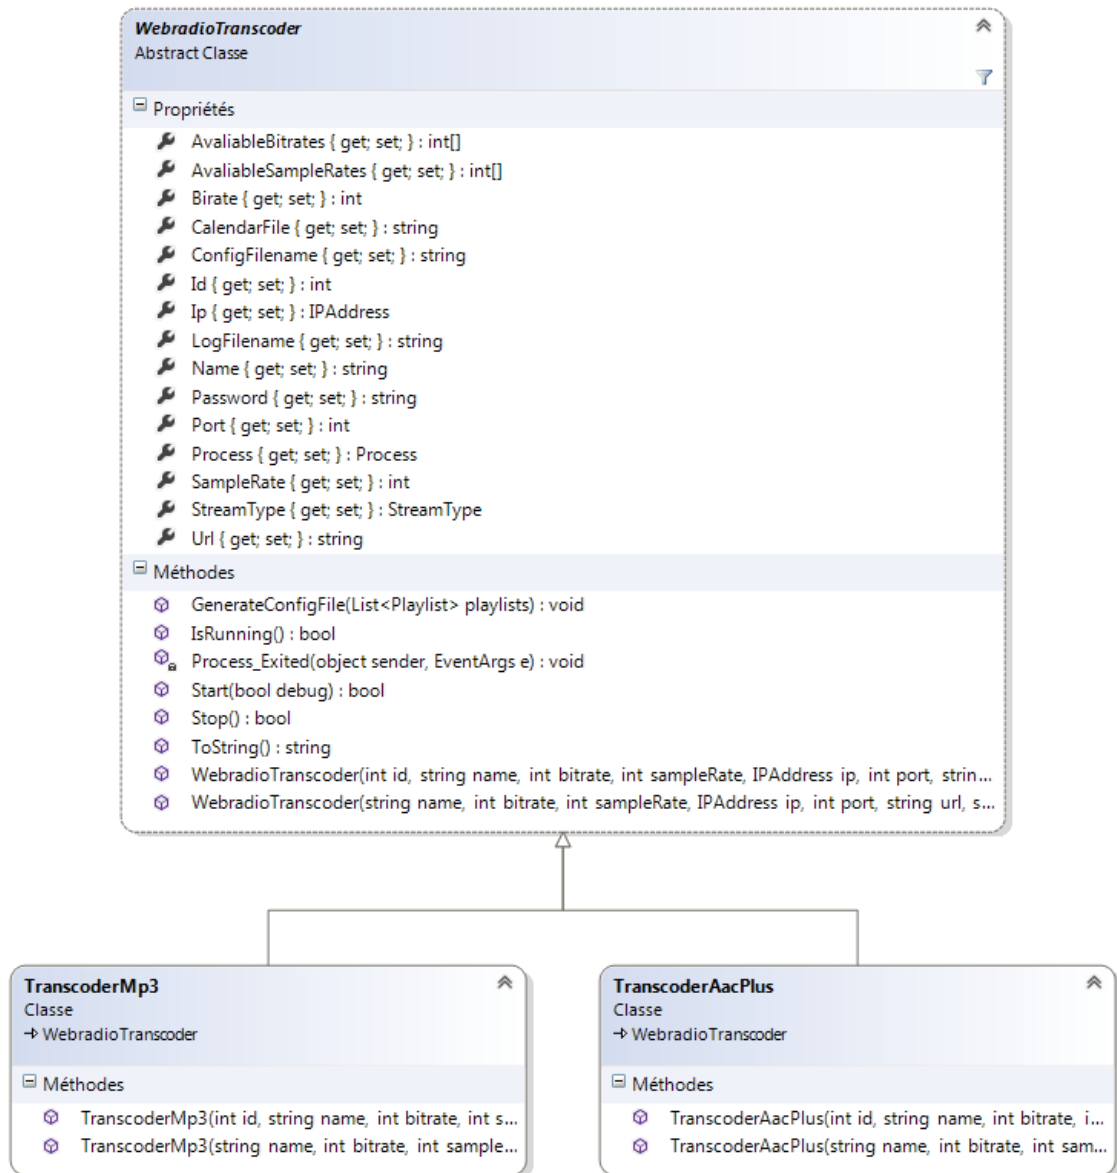 WebradioTranscoder
Abstract Classe
Propriétés
AvaliableBitrates { get; set; } : int[]
AvaliableSampleRates { get; set; } : int[]
Birate { get; set; } : int
CalendarFile { get; set; } : string
ConfigFilename { get; set; } : string
Id { get; set; } : int
Ip { get; set; } : IPAddress
LogFilename { get; set; } : string
Name { get; set; } : string
Password { get; set; } : string
Port { get; set; } : int
Process { get; set; } : Process
SampleRate { get; set; } : int
StreamType { get; set; } : StreamType
Url { get; set; } : string
Méthodes
GenerateConfigFile(List<Playlist> playlists) : void
IsRunning() : bool
Process_Exited(object sender, EventArgs e) : void
Start(bool debug) : bool
Stop() : bool
ToString() : string
WebradioTranscoder(int id, string name, int bitrate, int sampleRate, IPAddress ip, int port, strin...
WebradioTranscoder(string name, int bitrate, int sampleRate, IPAddress ip, int port, string url, s...
TranscoderMp3
Classe
WebradioTranscoder
Méthodes
TranscoderMp3(int id, string name, int bitrate, int s...
TranscoderMp3(string name, int bitrate, int sample...
TranscoderAacPlus
Classe
WebradioTranscoder
Méthodes
TranscoderAacPlus(int id, string name, int bitrate, i...
TranscoderAacPlus(string name, int bitrate, int sam...